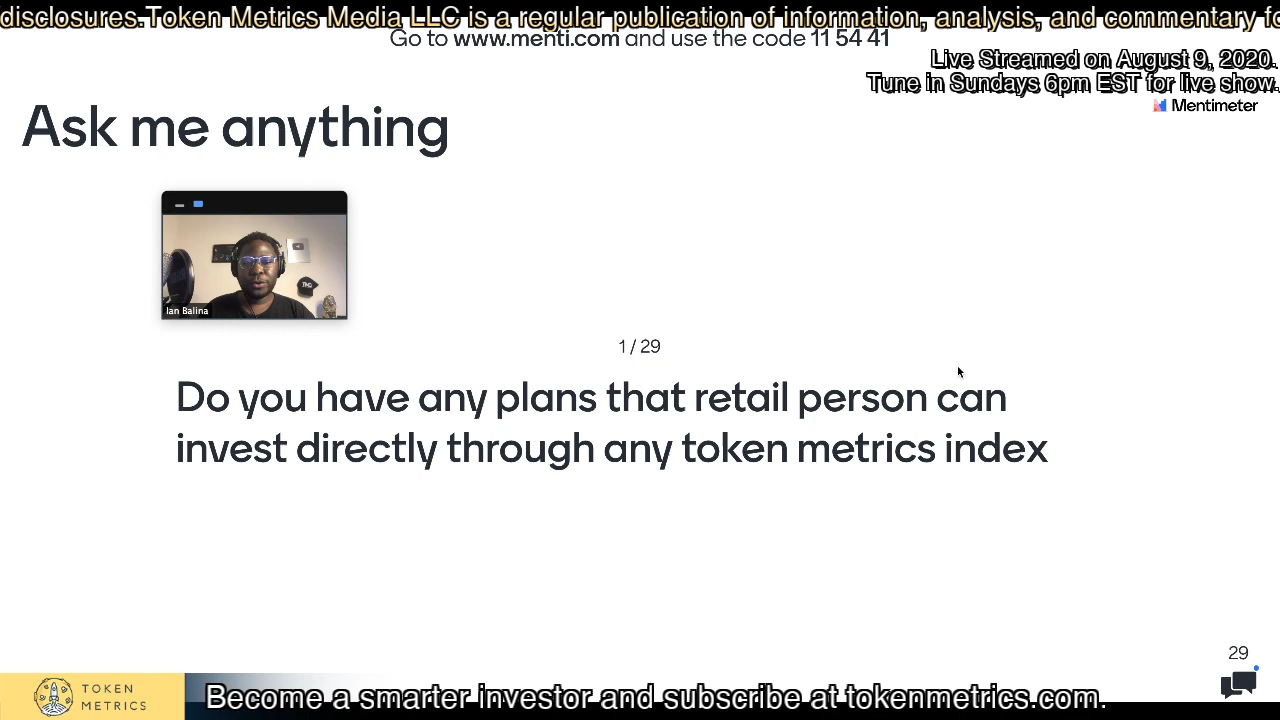 disclosures.Token Metrics Media LLC is a regular publication of information, analysis, and commentary
Go to www.menti.com and use the code 11 54 41
Live Streamed on August 9, 2020.
Tune in Sundays 6pm EST for live show.
Mentimeter
Ask me anything
Ian Balina
1 / 29
Do you have any plans that retail person can
invest directly through any token metrics index
29
TOKEN
METRICS
Become a smarter investor and subscribe at tokenmetrics.com.